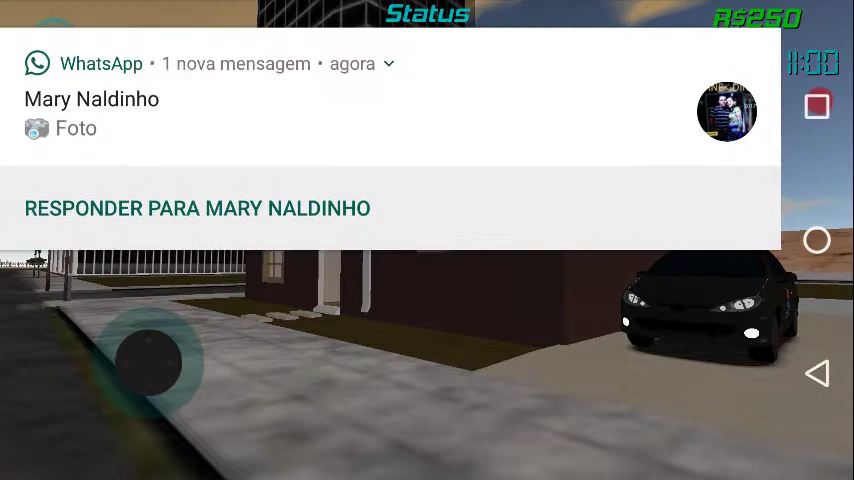 Status
R$250
WhatsApp • 1 nova mensagem • agora
11:00
Mary Naldinho
Foto
RESPONDER PARA MARY NALDINHO